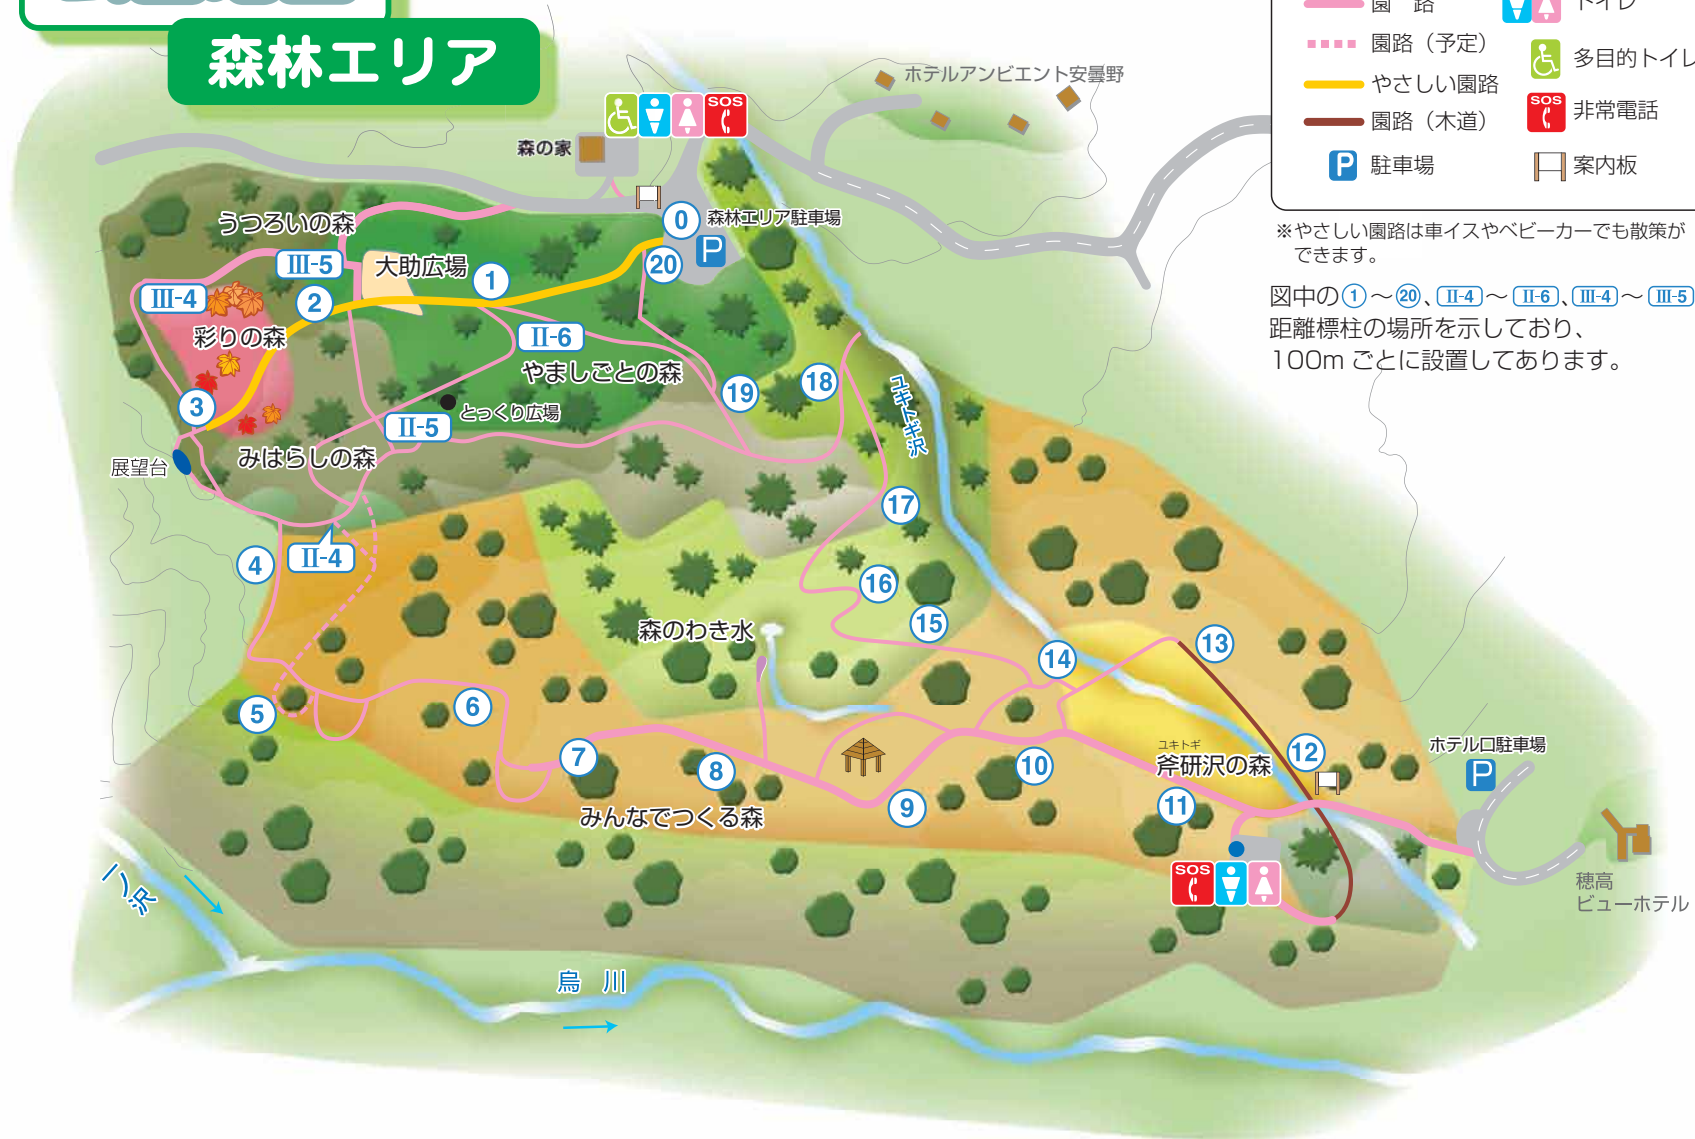 森林エリア
園　路
トイレ
園路（予定）
多目的トイレ
やさしい園路
園路（木道）
SOS
非常電話
P
駐車場
案内板
※やさしい園路は車イスやベビーカーでも散策が
できます。
図中の①～⑳、Ⅱ-4～Ⅱ-6、Ⅲ-4～Ⅲ-5
距離標柱の場所を示しており、
100mごとに設置してあります。
ホテルアンビエント安曇野
SOS
森の家
0
森林エリア駐車場
P
20
うつろいの森
Ⅲ-5
大助広場
1
Ⅲ-4
2
彩りの森
Ⅱ-6
やましごとの森
19
18
ユキトギ沢
3
とっくり広場
Ⅱ-5
展望台
みはらしの森
17
4
Ⅱ-4
16
15
森のわき水
14
13
5
6
7
8
9
10
11
12
ユキトギ
斧研沢の森
みんなでつくる森
ホテル口駐車場
P
SOS
穂高
ビューホテル
一ノ沢
烏　川